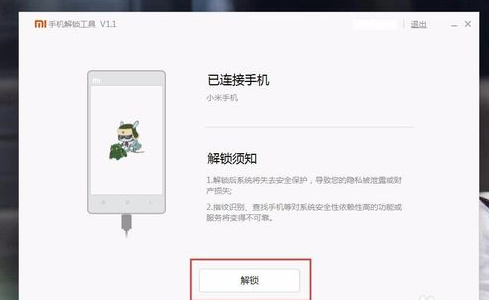 MI 手机解锁工具 V1.1
退出
已连接手机
小米手机
解锁须知
1.解锁后系统将失去安全保护，导致您的隐私被泄露或财
产损失;
2.指纹识别、查找手机等对系统安全性依赖性高的功能或
服务将变得不可靠。
解锁